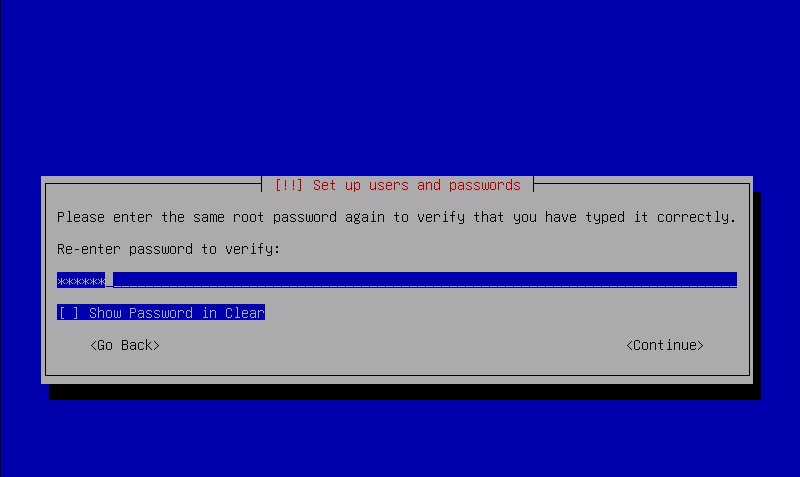 [!!] Set up users and passwords
Please enter the same root password again to verify that you have typed it correctly.
Re-enter password to verify:
******
[ ] Show Password in Clear
<Go Back> <Continue>